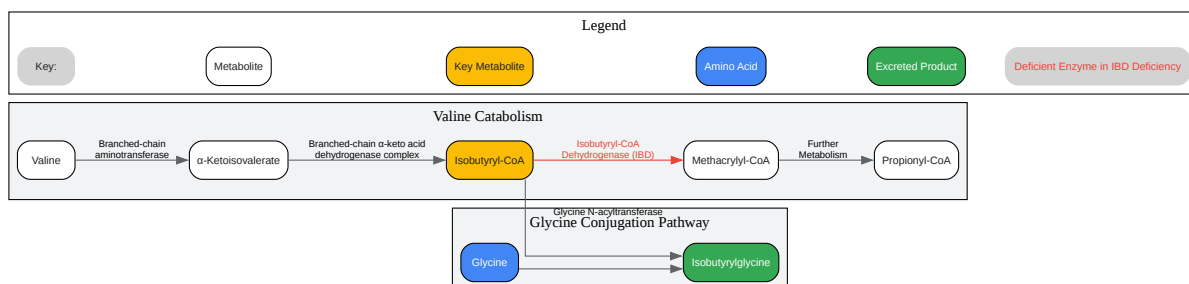 Legend
Key:
Metabolite
Key Metabolite
Amino Acid
Excreted Product
Deficient Enzyme in IBD Deficiency
Valine Catabolism
Valine
Branched-chain
aminotransferase
α-Ketoisovalerate
Branched-chain α-keto acid
dehydrogenase complex
Isobutyryl-CoA
Isobutyryl-CoA
Dehydrogenase (IBD)
Methacrylyl-CoA
Further
Metabolism
Propionyl-CoA
Glycine N-acyltransferase
Glycine Conjugation Pathway
Glycine
Isobutyrylglycine